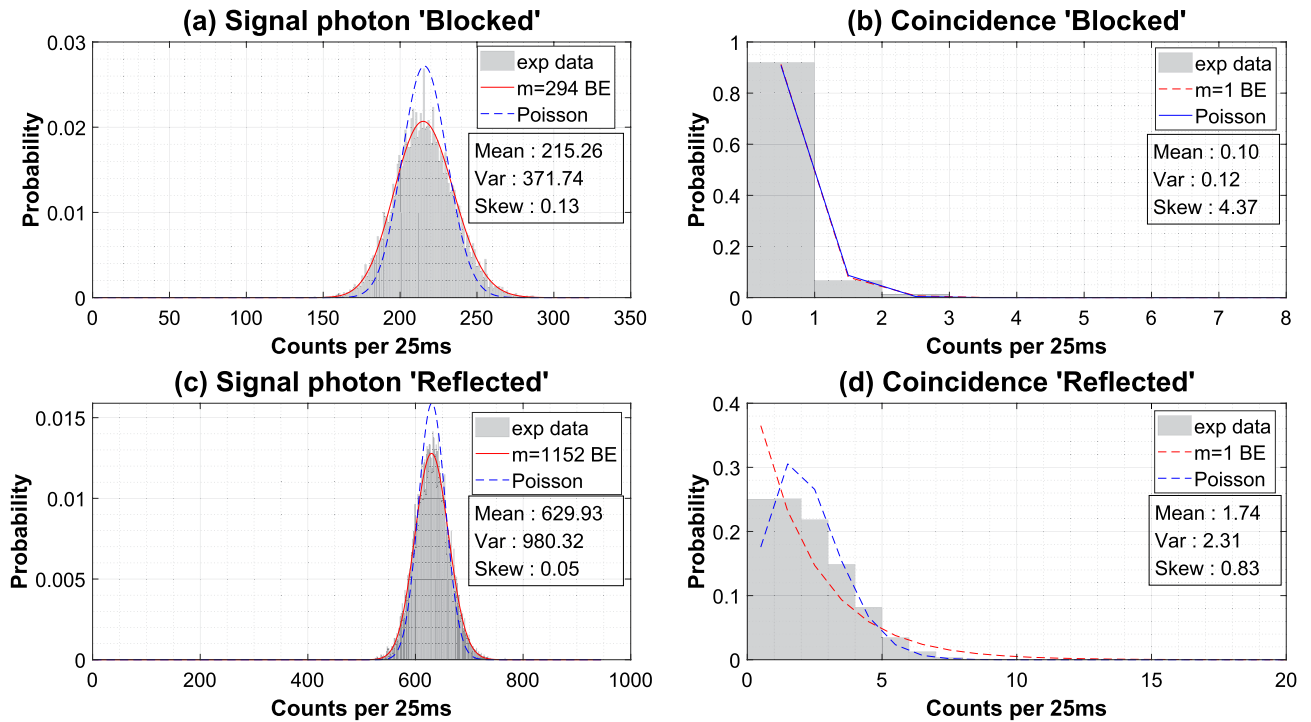 (a) Signal photon 'Blocked'
0.03
0.02
0.01
0
Probability
exp data
m=294 BE
Poisson
Mean : 215.26
Var : 371.74
Skew : 0.13
0 50 100 150 200 250 300 350
Counts per 25ms
(b) Coincidence 'Blocked'
1
0.8
0.6
0.4
0.2
0
Probability
exp data
m=1 BE
Poisson
Mean : 0.10
Var : 0.12
Skew : 4.37
0 1 2 3 4 5 6 7 8
Counts per 25ms
(c) Signal photon 'Reflected'
0.015
0.01
0.005
0
Probability
exp data
m=1152 BE
Poisson
Mean : 629.93
Var : 980.32
Skew : 0.05
0 200 400 600 800 1000
Counts per 25ms
(d) Coincidence 'Reflected'
0.4
0.3
0.2
0.1
0
Probability
exp data
m=1 BE
Poisson
Mean : 1.74
Var : 2.31
Skew : 0.83
0 5 10 15 20
Counts per 25ms